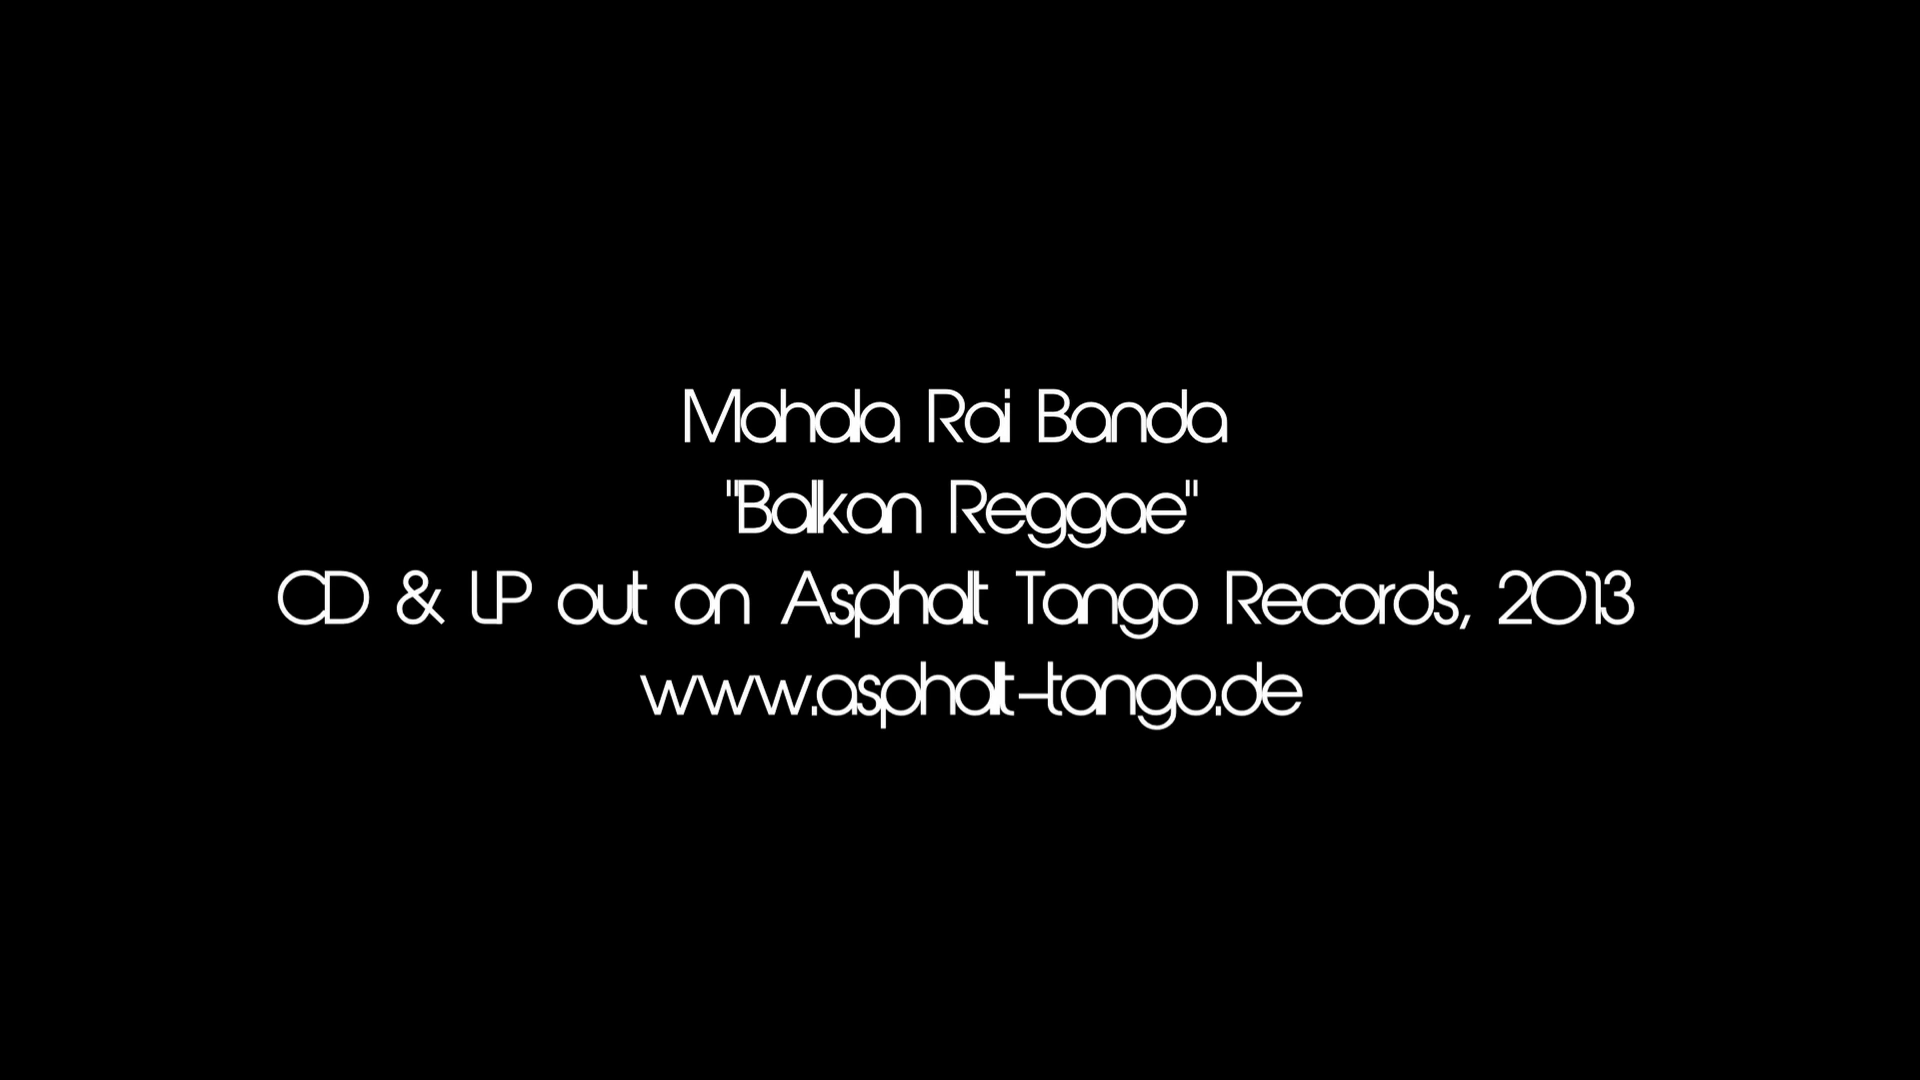 Mahala Rai Banda
"Balkan Reggae"
CD & LP out on Asphalt Tango Records, 2013
www.asphalt-tango.de